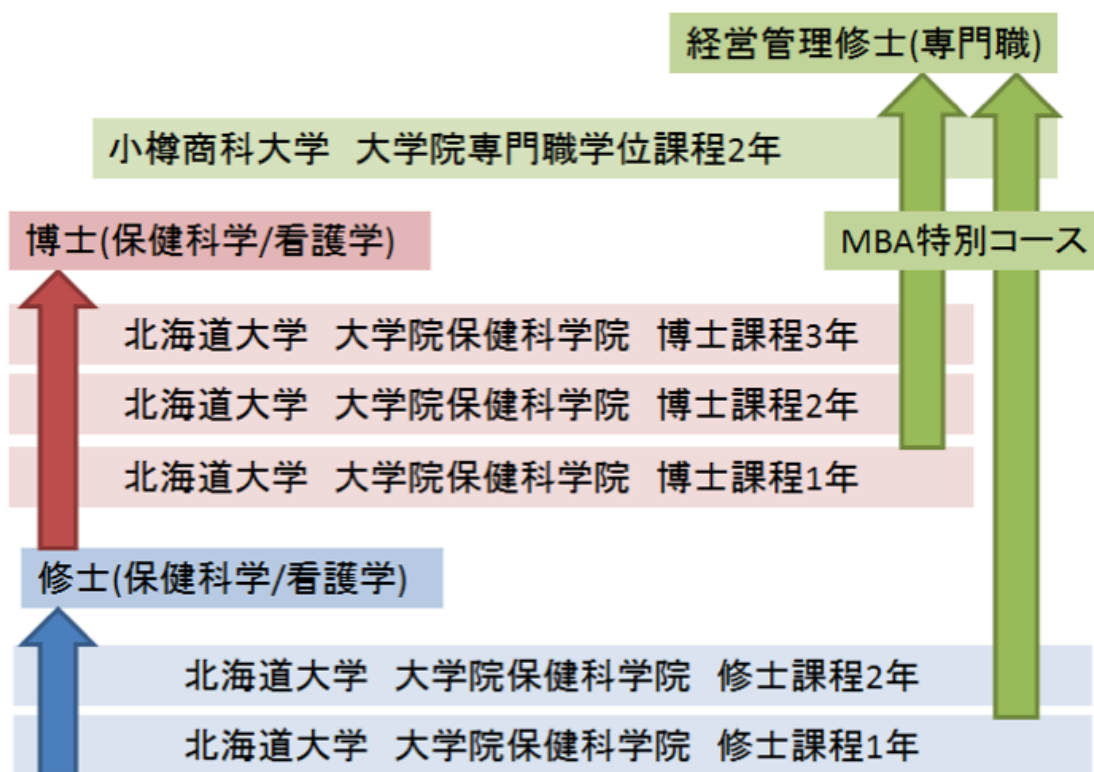 経営管理修士(専門職)
小樽商科大学 大学院専門職学位課程2年
博士(保健科学/看護学)
MBA特別コース
北海道大学 大学院保健科学院 博士課程3年
北海道大学 大学院保健科学院 博士課程2年
北海道大学 大学院保健科学院 博士課程1年
修士(保健科学/看護学)
北海道大学 大学院保健科学院 修士課程2年
北海道大学 大学院保健科学院 修士課程1年